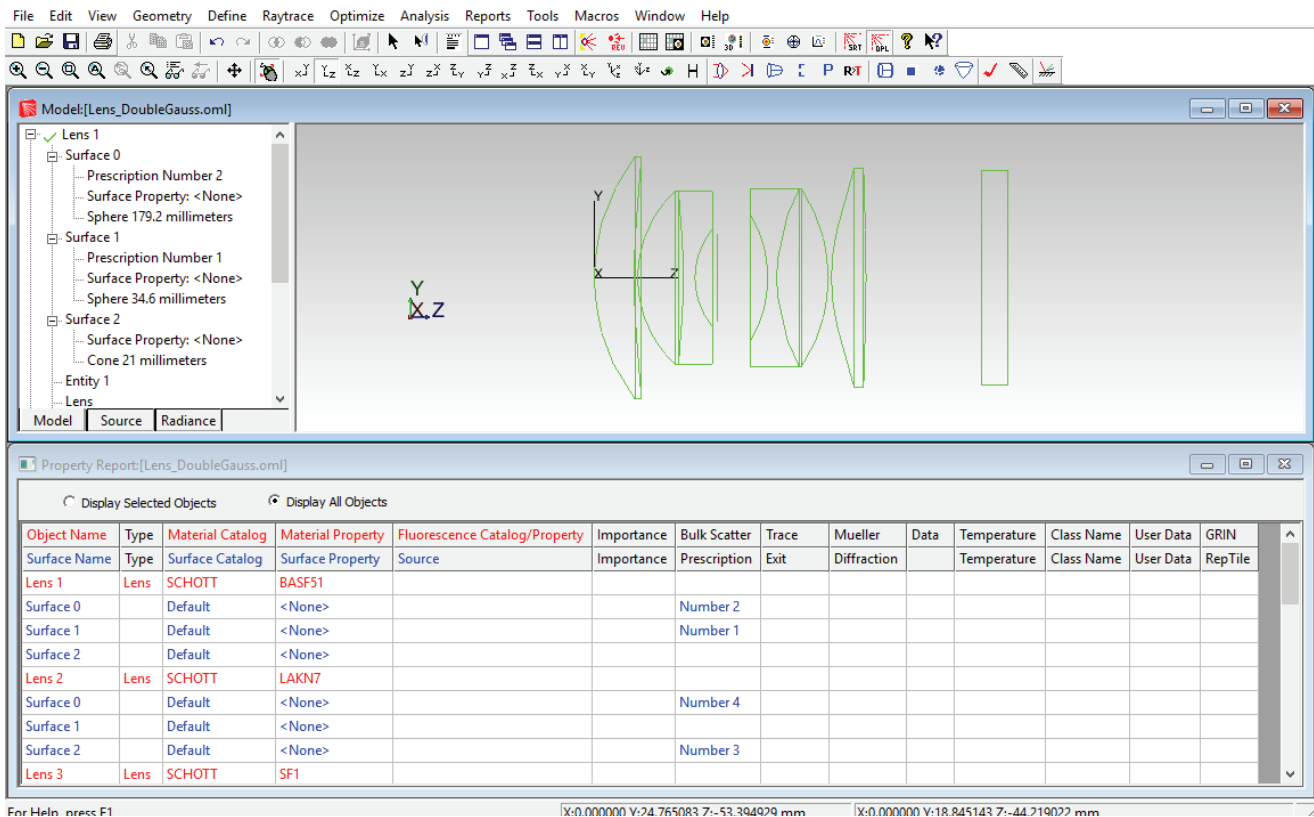 File Edit View Geometry Define Raytrace Optimize Analysis Reports Tools Macros Window Help
Model:[Lens_DoubleGauss.oml]
Lens 1
Surface 0
Prescription Number 2
Surface Property: <None>
Sphere 179.2 millimeters
Surface 1
Prescription Number 1
Surface Property: <None>
Sphere 34.6 millimeters
Surface 2
Surface Property: <None>
Cone 21 millimeters
Entity 1
Lens
Model Source Radiance
Y
X Z
Y
X Z
Property Report:[Lens_DoubleGauss.oml]
Display Selected Objects Display All Objects
Object Name Type Material Catalog Material Property Fluorescence Catalog/Property Importance Bulk Scatter Trace Mueller Data Temperature Class Name User Data GRIN
Surface Name Type Surface Catalog Surface Property Source Importance Prescription Exit Diffraction Temperature Class Name User Data RepTile
Lens 1 Lens SCHOTT BASF51
Surface 0 Default <None> Number 2
Surface 1 Default <None> Number 1
Surface 2 Default <None>
Lens 2 Lens SCHOTT LAKN7
Surface 0 Default <None> Number 4
Surface 1 Default <None>
Surface 2 Default <None> Number 3
Lens 3 Lens SCHOTT SF1
For Help, press F1 X:0.000000 Y:24.765083 Z:-53.394929 mm X:0.000000 Y:18.845143 Z:-44.219022 mm